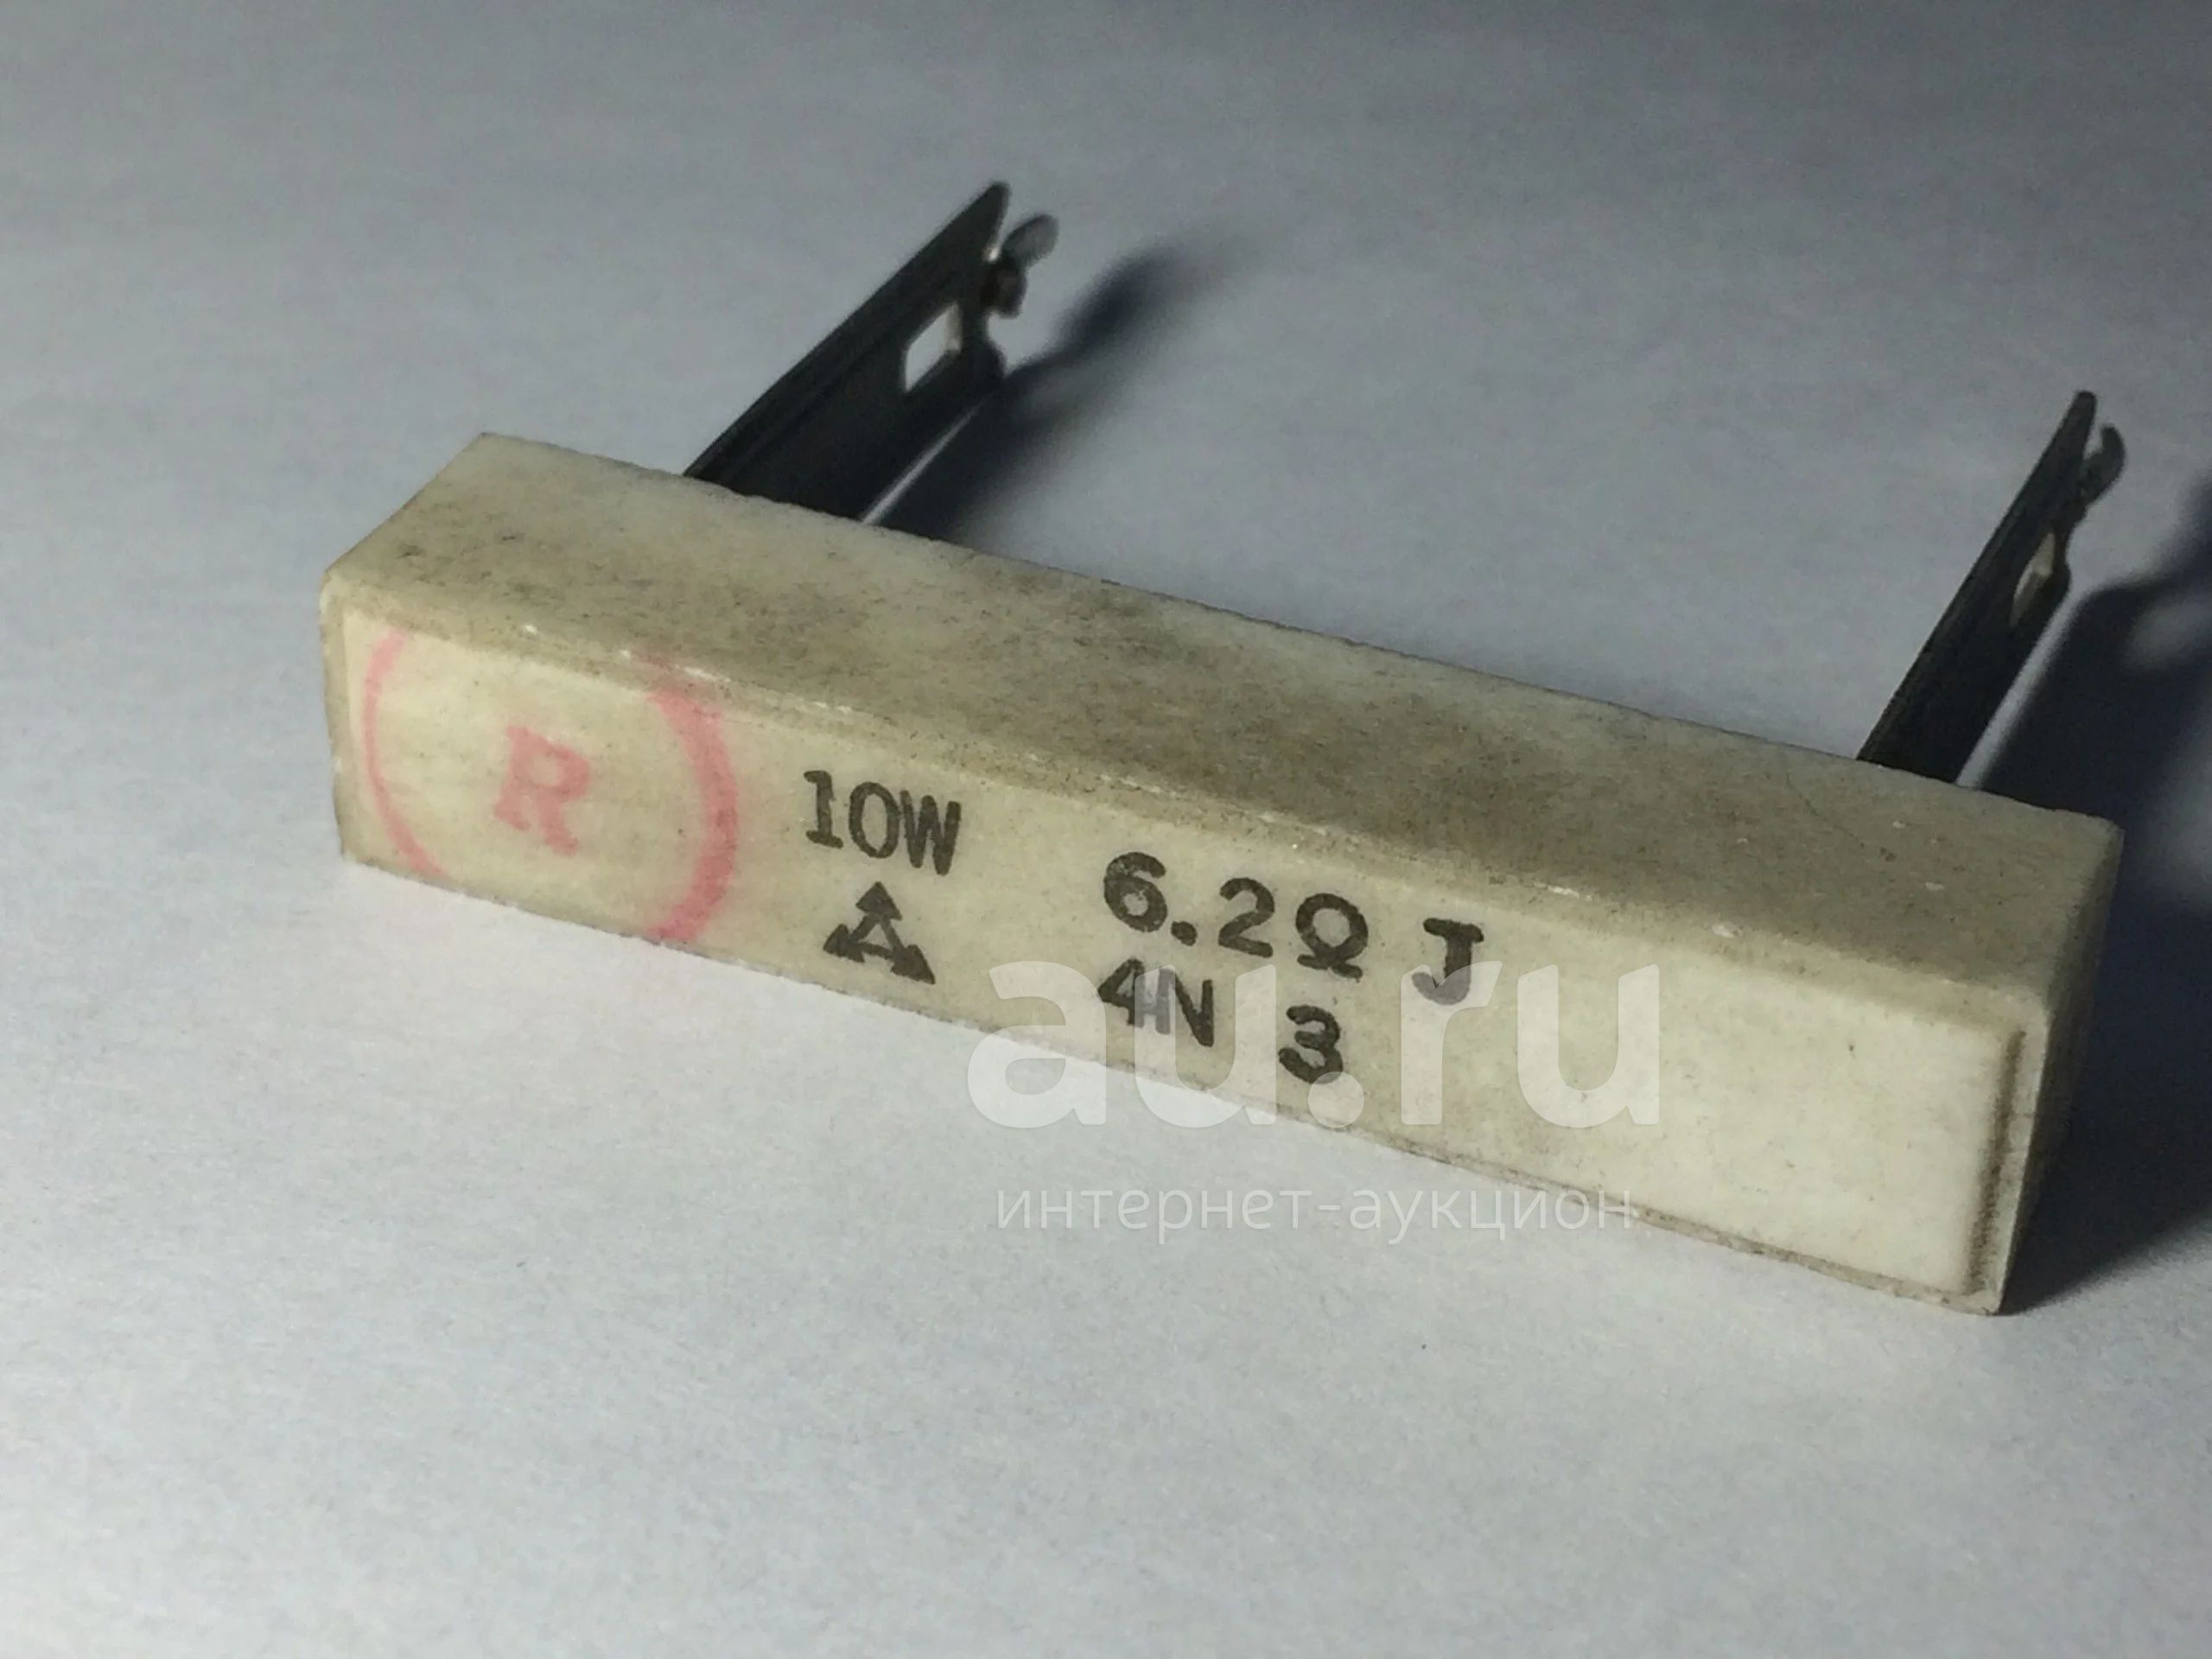 R
10W 6.2Ω J
4N 3
au.ru
интернет-аукцион